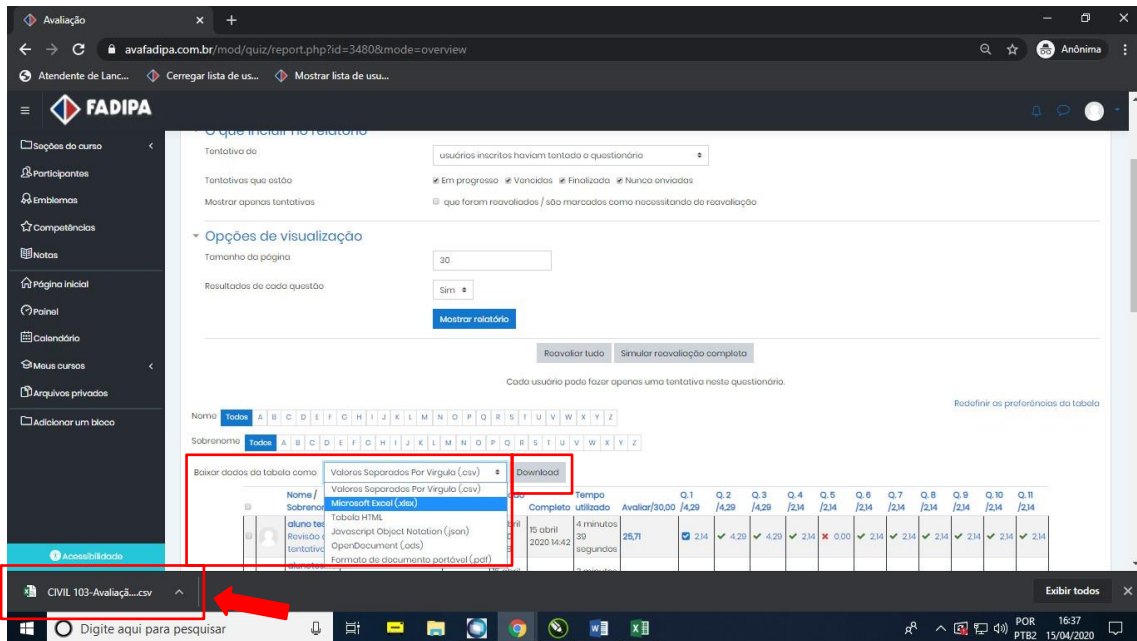 Avaliação
avafadipa.com.br/mod/quiz/report.php?id=3480&mode=overview
Anônima
Atendente de Lanc...
Cerregar lista de us...
Mostrar lista de usu...
FADIPA
Seções do curso
Participantes
Emblemas
Competências
Notas
Página inicial
Painel
Calendário
Meus cursos
Arquivos privados
Adicionar um bloco
Acessibilidade
O que incluir no relatório
Tentativa de
usuários inscritos haviam tentado o questionário
Tentativas que estão
Em progresso Vencidas Finalizada Nunca enviadas
Mostrar apenas tentativas
que foram reavaliados / são marcados como necessitando de reavaliação
Opções de visualização
Tamanho da página
30
Resultados de cada questão
Sim
Mostrar relatório
Reavaliar tudo Simular reavaliação completa
Cada usuário pode fazer apenas uma tentativa neste questionário.
Redefinir as preferências da tabela
Nome Todos A B C D E F G H I J K L M N O P Q R S T U V W X Y Z
Sobrenome Todos A B C D E F G H I J K L M N O P Q R S T U V W X Y Z
Baixar dados da tabela como Valores Separados Por Vírgula (.csv) Download
Valores Separados Por Vírgula (.csv)
Microsoft Excel (.xlsx)
Tabela HTML
Javascript Object Notation (.json)
OpenDocument (.ods)
Formato de documento portável (.pdf)
Nome /
Completo
Tempo
utilizado
Avaliar/30,00
Q. 1
/4,29
Q. 2
/4,29
Q. 3
/4,29
Q. 4
/2,14
Q. 5
/2,14
Q. 6
/2,14
Q. 7
/2,14
Q. 8
/2,14
Q. 9
/2,14
Q. 10
/2,14
Q. 11
/2,14
aluno
Revisão
tentativa
15 abril
2020 14:42
4 minutos
39
segundos
25,71
2,14 4,29 4,29 2,14 0,00 2,14 2,14 2,14 2,14 2,14 2,14
CIVIL 103-Avaliaçã....csv
Exibir todos
Digite aqui para pesquisar
POR
PTB2
16:37
15/04/2020